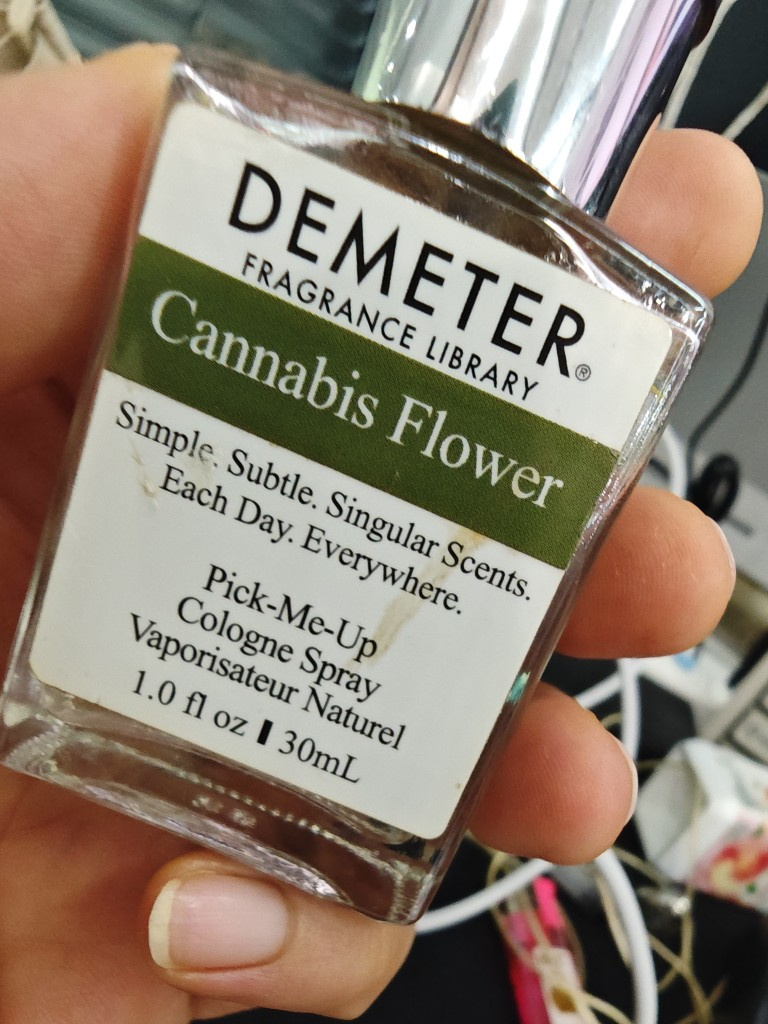 DEMETER®
FRAGRANCE LIBRARY
Cannabis Flower
Simple. Subtle. Singular Scents.
Each Day. Everywhere.
Pick-Me-Up
Cologne Spray
Vaporisateur Naturel
1.0 fl oz ❙ 30mL